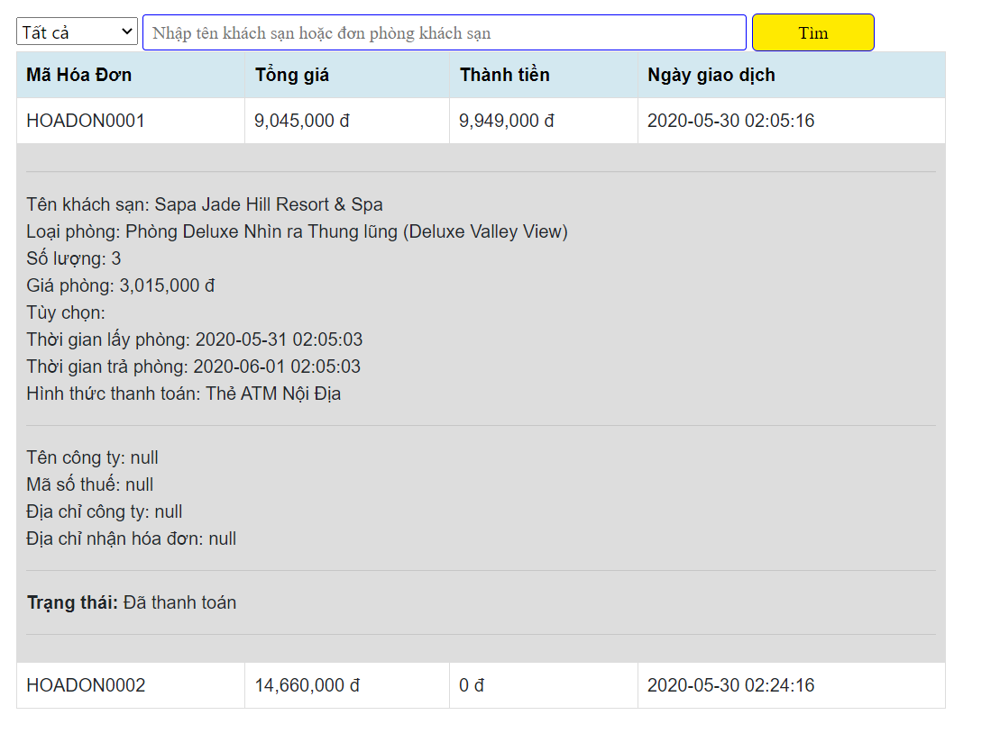 Tất cả Nhập tên khách sạn hoặc đơn phòng khách sạn Tìm
Mã Hóa Đơn Tổng giá Thành tiền Ngày giao dịch
HOADON0001 9,045,000 đ 9,949,000 đ 2020-05-30 02:05:16
Tên khách sạn: Sapa Jade Hill Resort & Spa
Loại phòng: Phòng Deluxe Nhìn ra Thung lũng (Deluxe Valley View)
Số lượng: 3
Giá phòng: 3,015,000 đ
Tùy chọn:
Thời gian lấy phòng: 2020-05-31 02:05:03
Thời gian trả phòng: 2020-06-01 02:05:03
Hình thức thanh toán: Thẻ ATM Nội Địa
Tên công ty: null
Mã số thuế: null
Địa chỉ công ty: null
Địa chỉ nhận hóa đơn: null
Trạng thái: Đã thanh toán
HOADON0002 14,660,000 đ 0 đ 2020-05-30 02:24:16